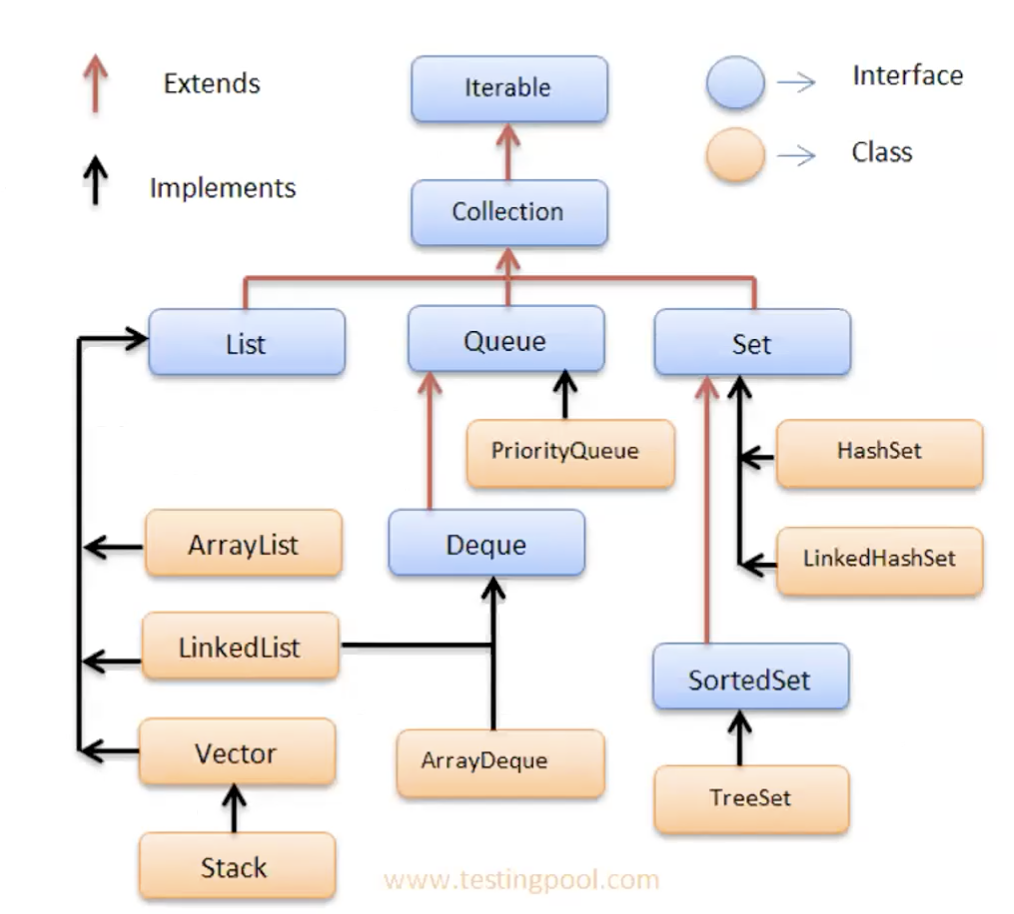 Extends
Iterable
Interface
Class
Implements
Collection
List
Queue
Set
PriorityQueue
HashSet
ArrayList
Deque
LinkedHashSet
LinkedList
SortedSet
Vector
ArrayDeque
TreeSet
Stack
www.testingpool.com